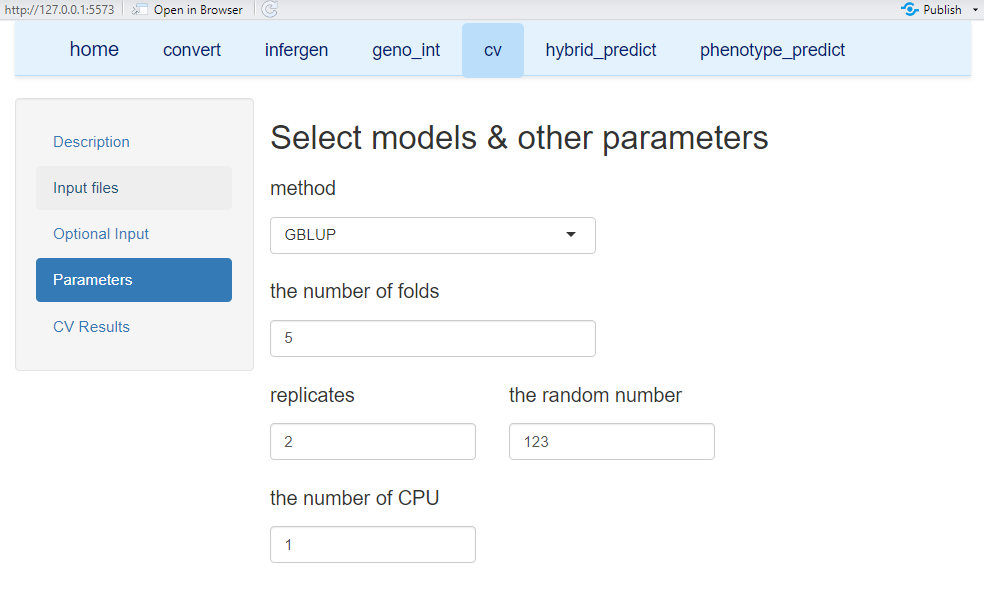 http://127.0.0.1:5573 Open in Browser Publish
home convert infergen geno_int cv hybrid_predict phenotype_predict
Description
Input files
Optional Input
Parameters
CV Results
Select models & other parameters
method
GBLUP
the number of folds
5
replicates the random number
2 123
the number of CPU
1